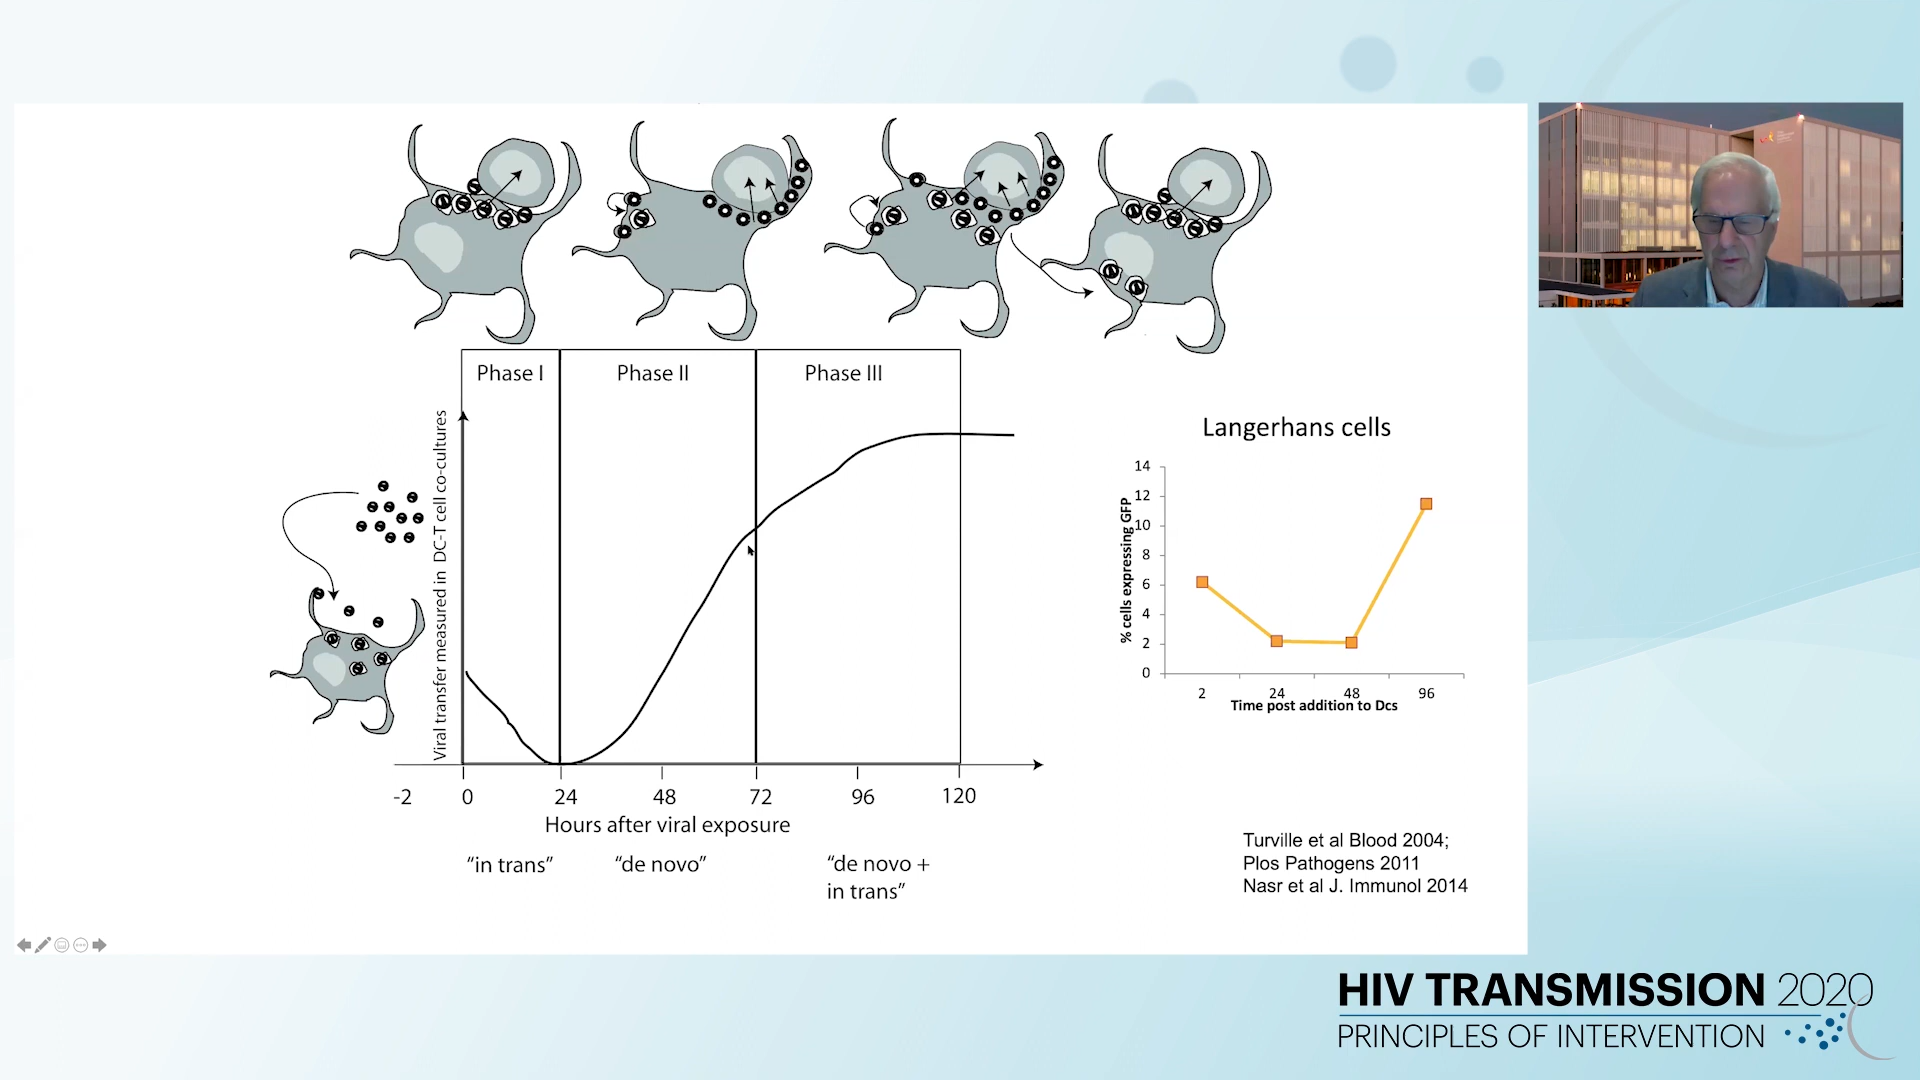 Phase I
Phase II
Phase III
Viral transfer measured in DC-T cell co-cultures
-2
0
24
48
72
96
120
Hours after viral exposure
“in trans”
“de novo”
“de novo +
in trans”
Langerhans cells
% cells expressing GFP
14
12
10
8
6
4
2
0
2
24
48
96
Time post addition to Dcs
Turville et al Blood 2004;
Plos Pathogens 2011
Nasr et al J. Immunol 2014
HIV TRANSMISSION 2020
PRINCIPLES OF INTERVENTION